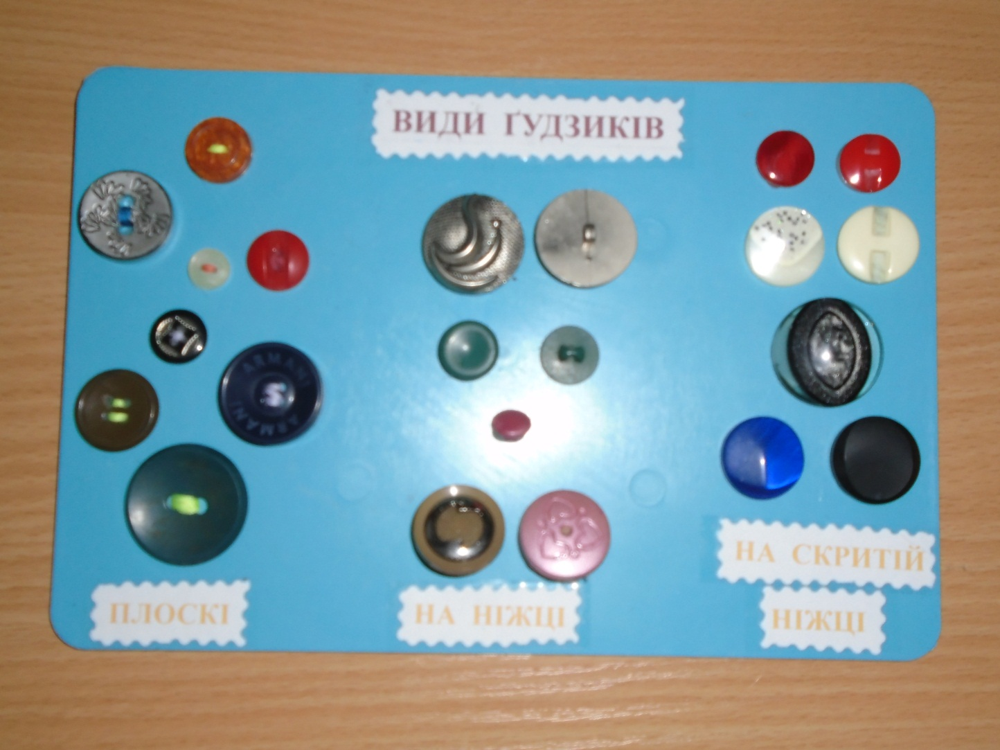 ВИДИ ҐУДЗИКІВ
ARMANI
ARMANI
ПЛОСКІ
НА НІЖЦІ
НА СКРИТІЙ
НІЖЦІ